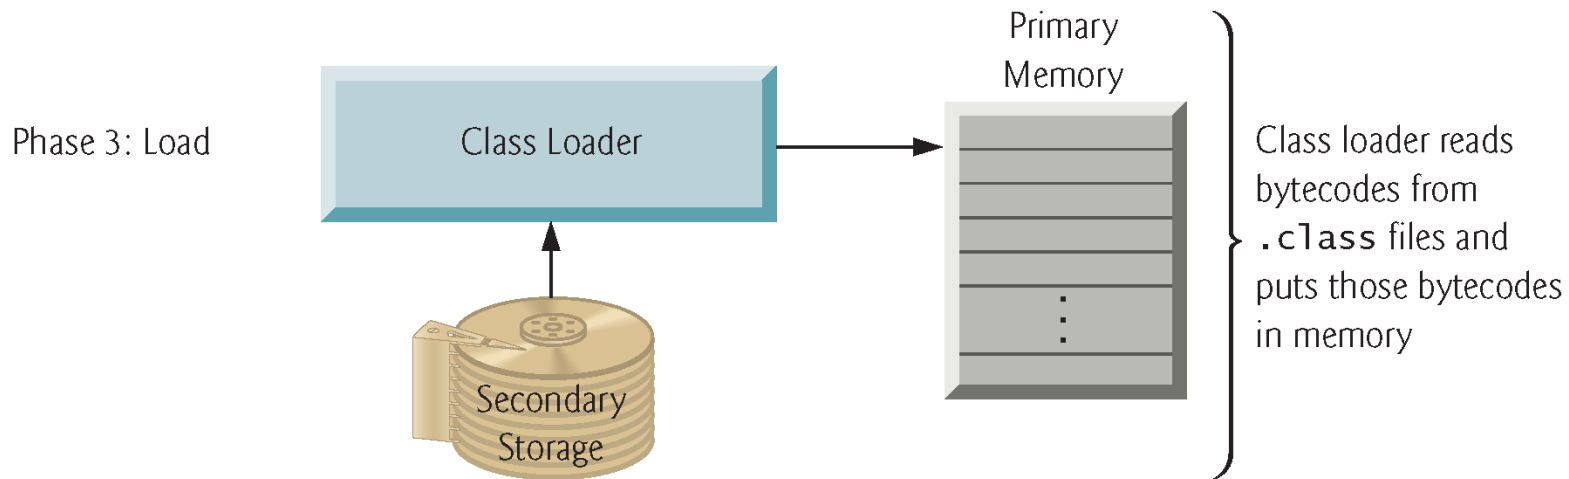 Phase 3: Load
Class Loader
Secondary
Storage
Primary
Memory
Class loader reads
bytecodes from
.class files and
puts those bytecodes
in memory